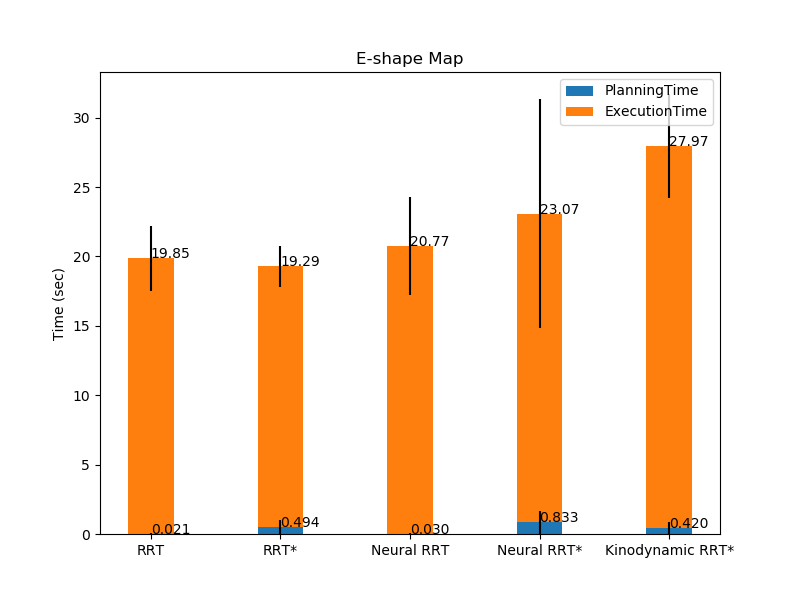 E-shape Map
PlanningTime
ExecutionTime
Time (sec)
30
25
20
15
10
5
0
19.85
19.29
20.77
23.07
27.97
0.021
0.494
0.030
0.833
0.420
RRT
RRT*
Neural RRT
Neural RRT*
Kinodynamic RRT*